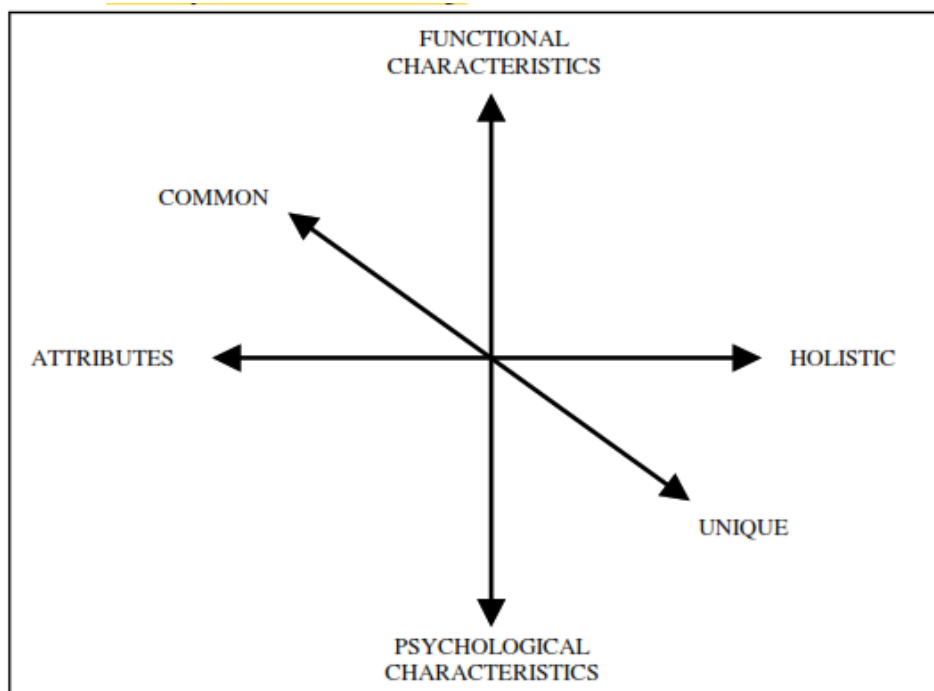 FUNCTIONAL
CHARACTERISTICS
COMMON
ATTRIBUTES
HOLISTIC
UNIQUE
PSYCHOLOGICAL
CHARACTERISTICS